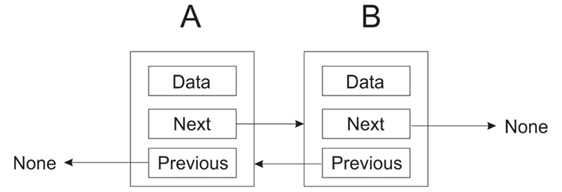 A B
Data Data
Next Next None
None Previous Previous